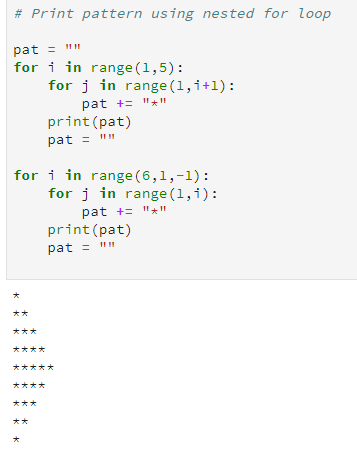 # Print pattern using nested for loop

pat = ""
for i in range(1,5):
    for j in range(1,i+1):
        pat += "*"
    print(pat)
    pat = ""

for i in range(6,1,-1):
    for j in range(1,i):
        pat += "*"
    print(pat)
    pat = ""

*
**
***
****
*****
****
***
**
*